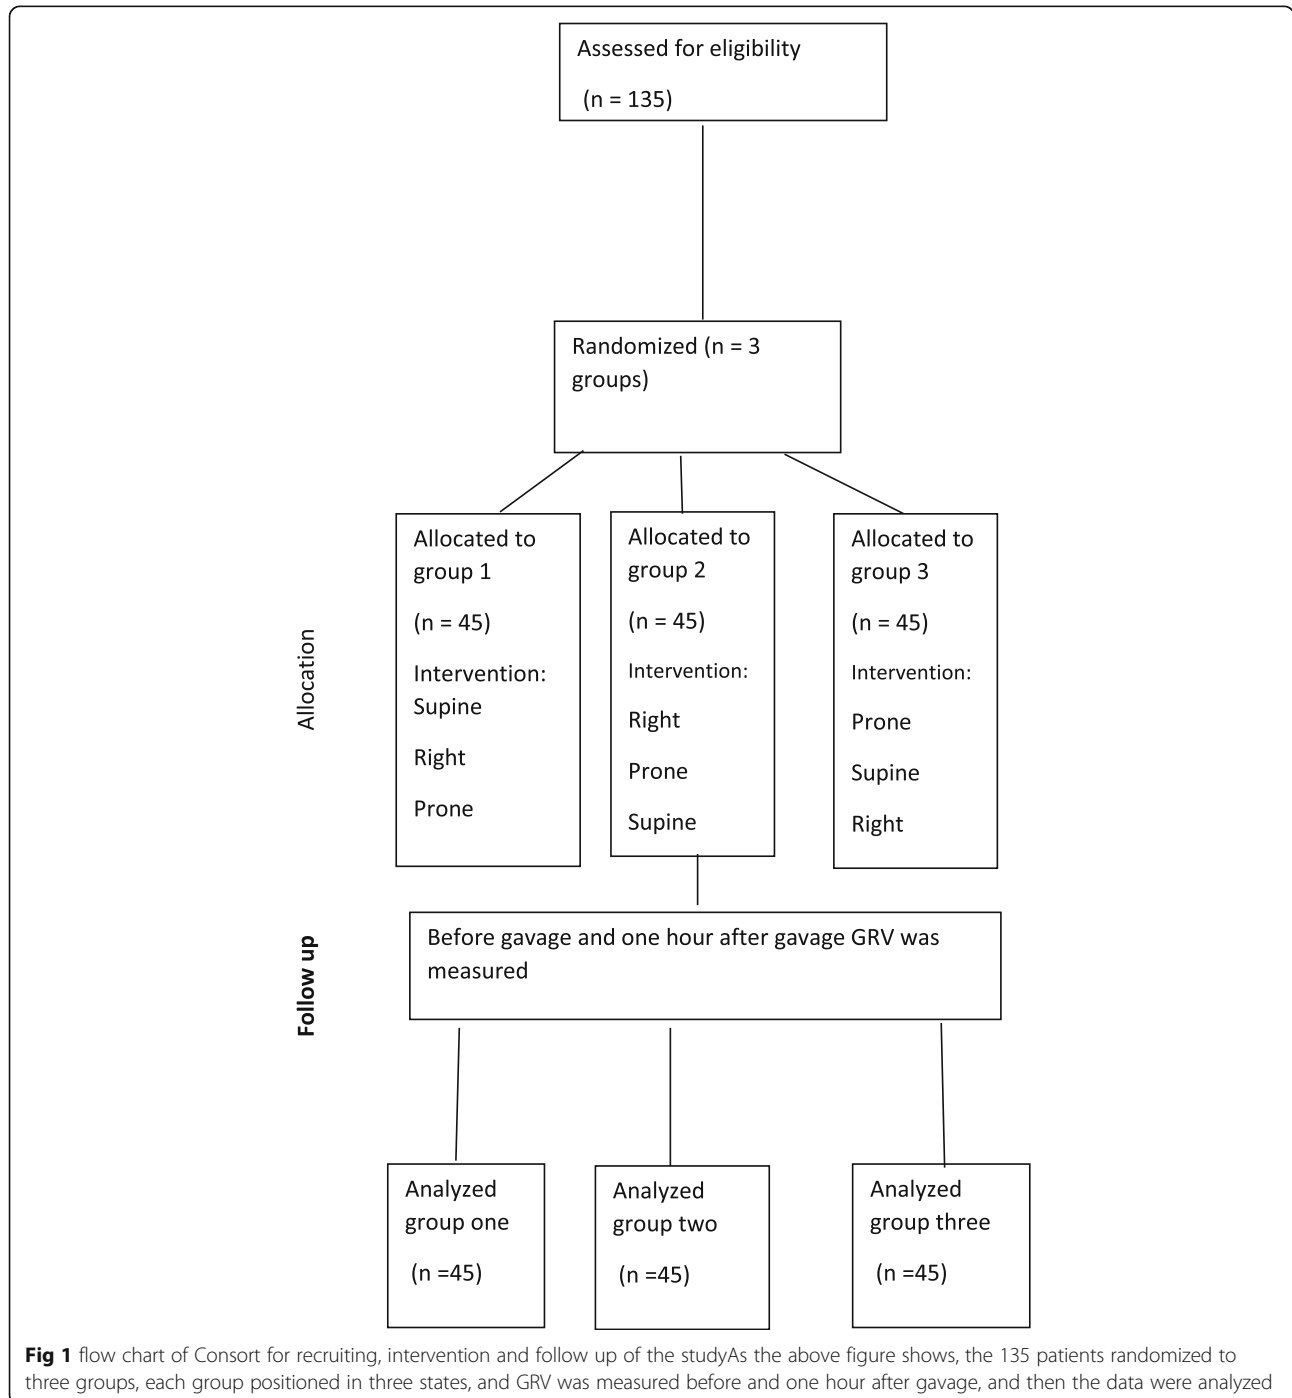 Assessed for eligibility
(n = 135)
Randomized (n = 3
groups)
Allocation
Allocated to
group 1
(n = 45)
Intervention:
Supine
Right
Prone
Allocated to
group 2
(n = 45)
Intervention:
Right
Prone
Supine
Allocated to
group 3
(n = 45)
Intervention:
Prone
Supine
Right
Follow up
Before gavage and one hour after gavage GRV was
measured
Analyzed
group one
(n =45)
Analyzed
group two
(n =45)
Analyzed
group three
(n =45)
Fig 1 flow chart of Consort for recruiting, intervention and follow up of the studyAs the above figure shows, the 135 patients randomized to
three groups, each group positioned in three states, and GRV was measured before and one hour after gavage, and then the data were analyzed